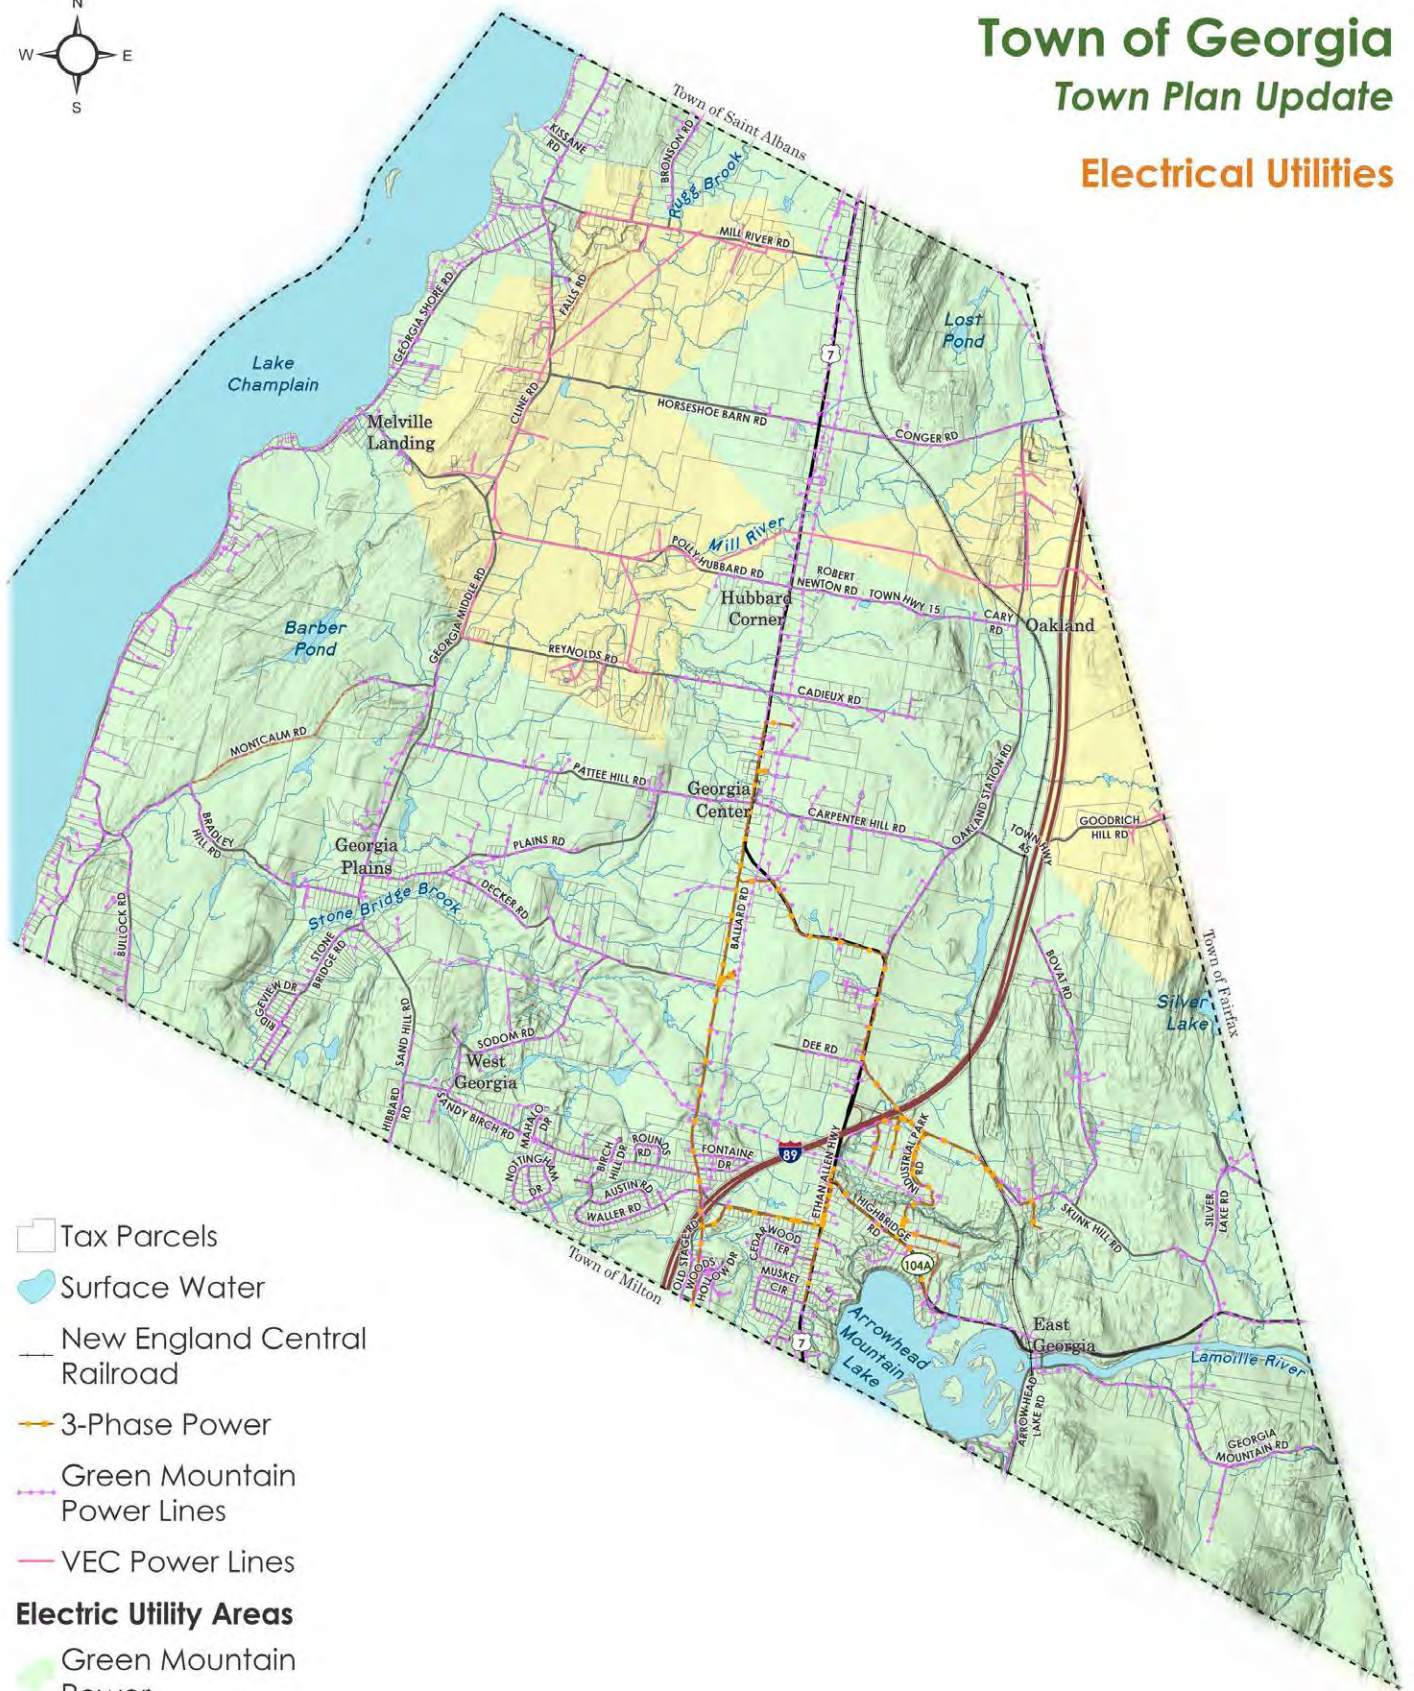 N
W
E
S
Town of Georgia
Town Plan Update
Electrical Utilities
Town of Saint Albans
KISSANE
RD
BRONSON RD
Rugg Brook
MILL RIVER RD
FALLS RD
GEORGIA SHORE RD
Lost
Pond
7
Lake
Champlain
CLINE RD
HORSESHOE BARN RD
CONGER RD
Melville
Landing
Mill River
POLLY HUBBARD RD
ROBERT
NEWTON RD
TOWN HWY 15
Hubbard
Corner
CARY
RD
Oakland
GEORGIA MIDDLE RD
Barber
Pond
REYNOLDS RD
CADIEUX RD
MONTCALM RD
PATTEE HILL RD
Georgia
Center
CARPENTER HILL RD
OAKLAND STATION RD
TOWN HWY
45
GOODRICH
HILL RD
BRADLEY
HILL RD
Georgia
Plains
PLAINS RD
DECKER RD
Stone Bridge Brook
BULLOCK RD
STONE
BRIDGE RD
RIDGEVIEW DR
BALLARD RD
BOVAT RD
Town of Fairfax
Silver
Lake
SAND HILL RD
SODOM RD
West
Georgia
DEE RD
HIBBARD
RD
SANDY BIRCH RD
MAHALO
DR
NOTTINGHAM
DR
BIRCH
HILL DR
ROUNDS
RD
FONTAINE
DR
89
AUSTIN RD
WALLER RD
ETHAN ALLEN HWY
INDUSTRIAL PARK
RD
HIGHBRIDGE
RD
SKUNK HILL RD
SILVER
LAKE RD
OLD STAGE RD
WOODS
HOLLOW DR
CEDARWOOD
TER
MUSKET
CIR
104A
Town of Milton
7
Arrowhead
Mountain
Lake
East
Georgia
Lamoille River
ARROWHEAD
LAKE RD
GEORGIA
MOUNTAIN RD
Tax Parcels
Surface Water
New England Central
Railroad
3-Phase Power
Green Mountain
Power Lines
VEC Power Lines
Electric Utility Areas
Green Mountain
Power